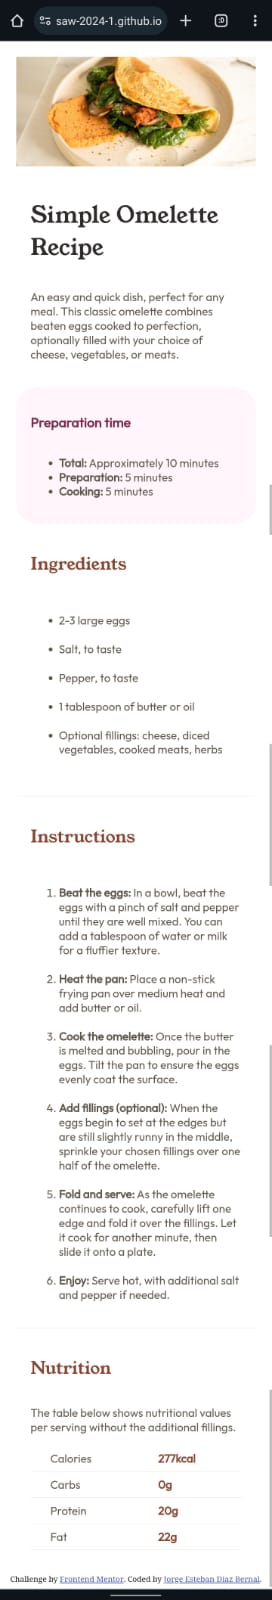 saw-2024-1.github.io
:D
Simple Omelette
Recipe
An easy and quick dish, perfect for any
meal. This classic omelette combines
beaten eggs cooked to perfection,
optionally filled with your choice of
cheese, vegetables, or meats.
Preparation time
• Total: Approximately 10 minutes
• Preparation: 5 minutes
• Cooking: 5 minutes
Ingredients
• 2-3 large eggs
• Salt, to taste
• Pepper, to taste
• 1 tablespoon of butter or oil
• Optional fillings: cheese, diced
vegetables, cooked meats, herbs
Instructions
1. Beat the eggs: In a bowl, beat the
eggs with a pinch of salt and pepper
until they are well mixed. You can
add a tablespoon of water or milk
for a fluffier texture.
2. Heat the pan: Place a non-stick
frying pan over medium heat and
add butter or oil.
3. Cook the omelette: Once the butter
is melted and bubbling, pour in the
eggs. Tilt the pan to ensure the eggs
evenly coat the surface.
4. Add fillings (optional): When the
eggs begin to set at the edges but
are still slightly runny in the middle,
sprinkle your chosen fillings over one
half of the omelette.
5. Fold and serve: As the omelette
continues to cook, carefully lift one
edge and fold it over the fillings. Let
it cook for another minute, then
slide it onto a plate.
6. Enjoy: Serve hot, with additional salt
and pepper if needed.
Nutrition
The table below shows nutritional values
per serving without the additional fillings.
Calories 277kcal
Carbs 0g
Protein 20g
Fat 22g
Challenge by Frontend Mentor. Coded by Jorge Esteban Diaz Bernal.